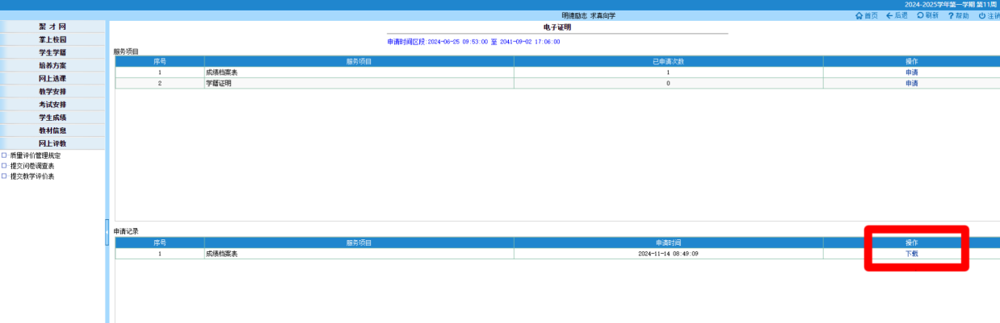 2024-2025学年第一学期 第11周
明德励志 求真向学
首页 后退 刷新 ? 帮助 注销
聚 才 网
掌上校园
学生学籍
培养方案
网上选课
教学安排
考试安排
学生成绩
教材信息
网上评教
质量评价管理规定
提交问卷调查表
提交教学评价表
电子证明
申请时间区段:2024-06-25 09:53:00 至 2041-09-02 17:06:00
服务项目
序号 服务项目 已申请次数 操作
1 成绩档案表 1 申请
2 学籍证明 0 申请
申请记录
序号 服务项目 申请时间 操作
1 成绩档案表 2024-11-14 08:49:09 下载